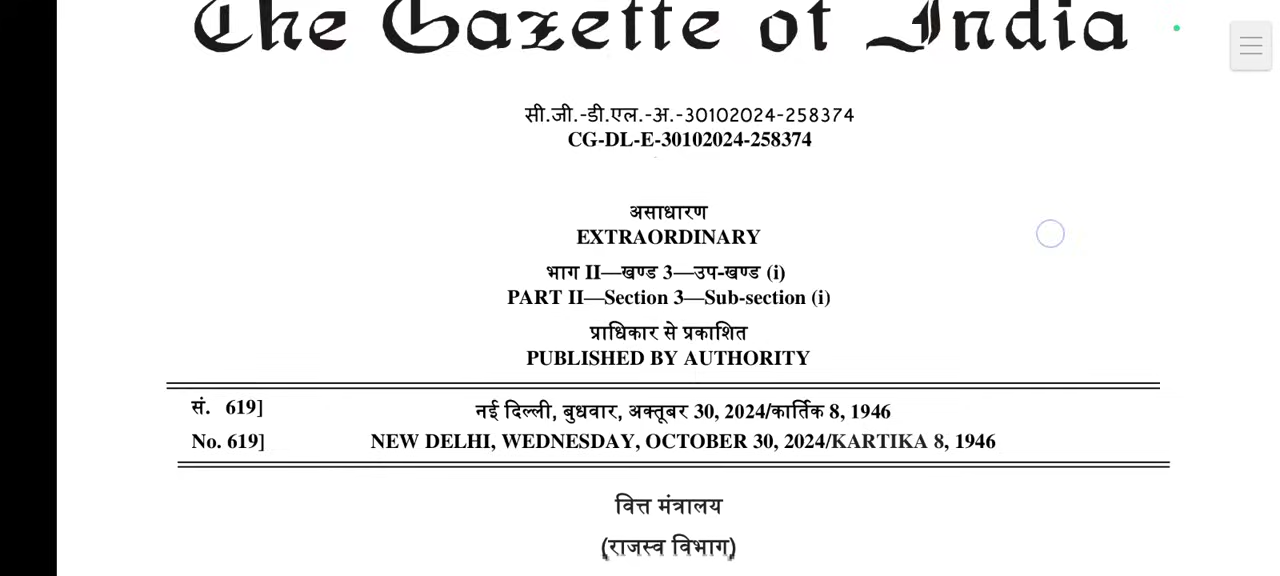 The Gazette of India
सी.जी.-डी.एल.-अ.-30102024-258374
CG-DL-E-30102024-258374
असाधारण
EXTRAORDINARY
भाग II—खण्ड 3—उप-खण्ड (i)
PART II—Section 3—Sub-section (i)
प्राधिकार से प्रकाशित
PUBLISHED BY AUTHORITY
सं. 619] नई दिल्ली, बुधवार, अक्तूबर 30, 2024/कार्तिक 8, 1946
No. 619] NEW DELHI, WEDNESDAY, OCTOBER 30, 2024/KARTIKA 8, 1946
वित्त मंत्रालय
(राजस्व विभाग)